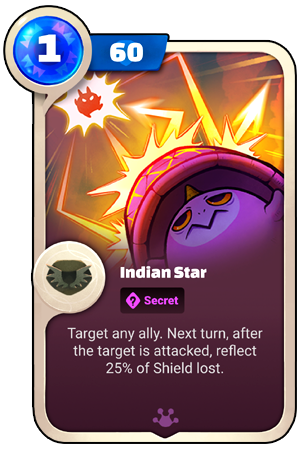 1
60
Indian Star
Secret
Target any ally. Next turn, after
the target is attacked, reflect
25% of Shield lost.